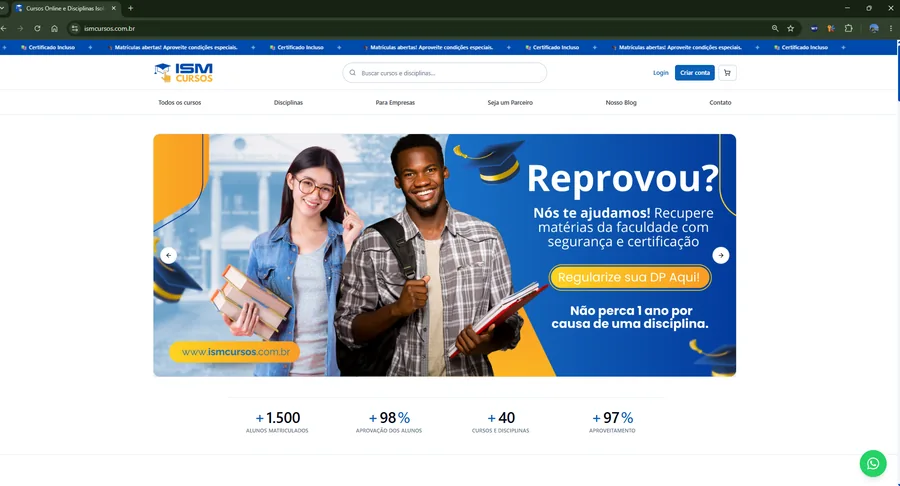 Cursos Online e Disciplinas Iso
ismcursos.com.br
Certificado Incluso
Matrículas abertas! Aproveite condições especiais.
Certificado Incluso
Matrículas abertas! Aproveite condições especiais.
Certificado Incluso
Matrículas abertas! Aproveite condições especiais.
Certificado Incluso
ISM
CURSOS
Buscar cursos e disciplinas...
Login
Criar conta
Todos os cursos
Disciplinas
Para Empresas
Seja um Parceiro
Nosso Blog
Contato
Reprovou?
Nós te ajudamos! Recupere
matérias da faculdade com
segurança e certificação
Regularize sua DP Aqui!
Não perca 1 ano por
causa de uma disciplina.
www.ismcursos.com.br
+1.500
ALUNOS MATRICULADOS
+98%
APROVAÇÃO DOS ALUNOS
+40
CURSOS E DISCIPLINAS
+97%
APROVEITAMENTO